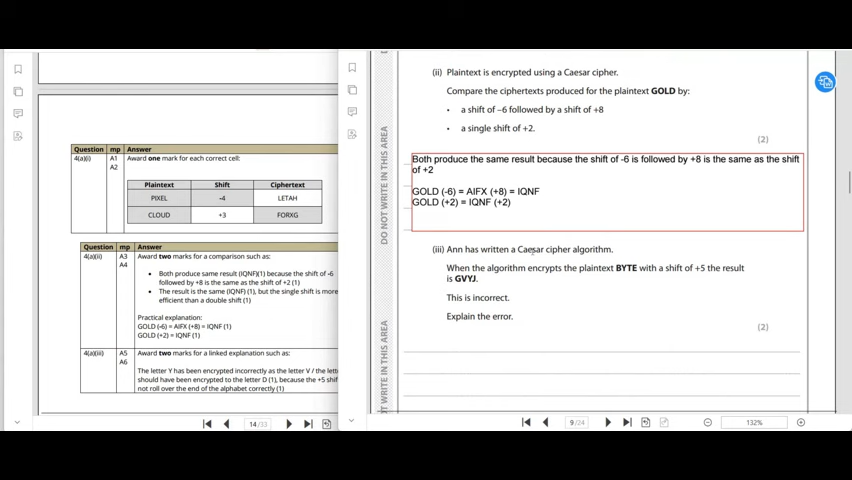 Question mp Answer
4(a)(i) A1 Award one mark for each correct cell:
A2
Plaintext Shift Ciphertext
PIXEL -4 LETAH
CLOUD +3 FORXG
Question mp Answer
4(a)(ii) A3 Award two marks for a comparison such as:
A4
• Both produce same result (IQNF)(1) because the shift of -6
followed by +8 is the same as the shift of +2 (1)
• The result is the same (IQNF) (1), but the single shift is more
efficient than a double shift (1)
Practical explanation:
GOLD (-6) = AIFX (+8) = IQNF (1)
GOLD (+2) = IQNF (1)
4(a)(iii) A5 Award two marks for a linked explanation such as:
A6
The letter Y has been encrypted incorrectly as the letter V / the
should have been encrypted to the letter D (1), because the +5
not roll over the end of the alphabet correctly (1)
14/33
DO NOT WRITE IN THIS AREA
(ii) Plaintext is encrypted using a Caesar cipher.
Compare the ciphertexts produced for the plaintext GOLD by:
• a shift of –6 followed by a shift of +8
• a single shift of +2.
(2)
Both produce the same result because the shift of -6 is followed by +8 is the same as the shift
of +2
GOLD (-6) = AIFX (+8) = IQNF
GOLD (+2) = IQNF (+2)
(iii) Ann has written a Caesar cipher algorithm.
When the algorithm encrypts the plaintext BYTE with a shift of +5 the result
is GVYJ.
This is incorrect.
Explain the error.
(2)
OT WRITE IN THIS AREA
9/24
132%